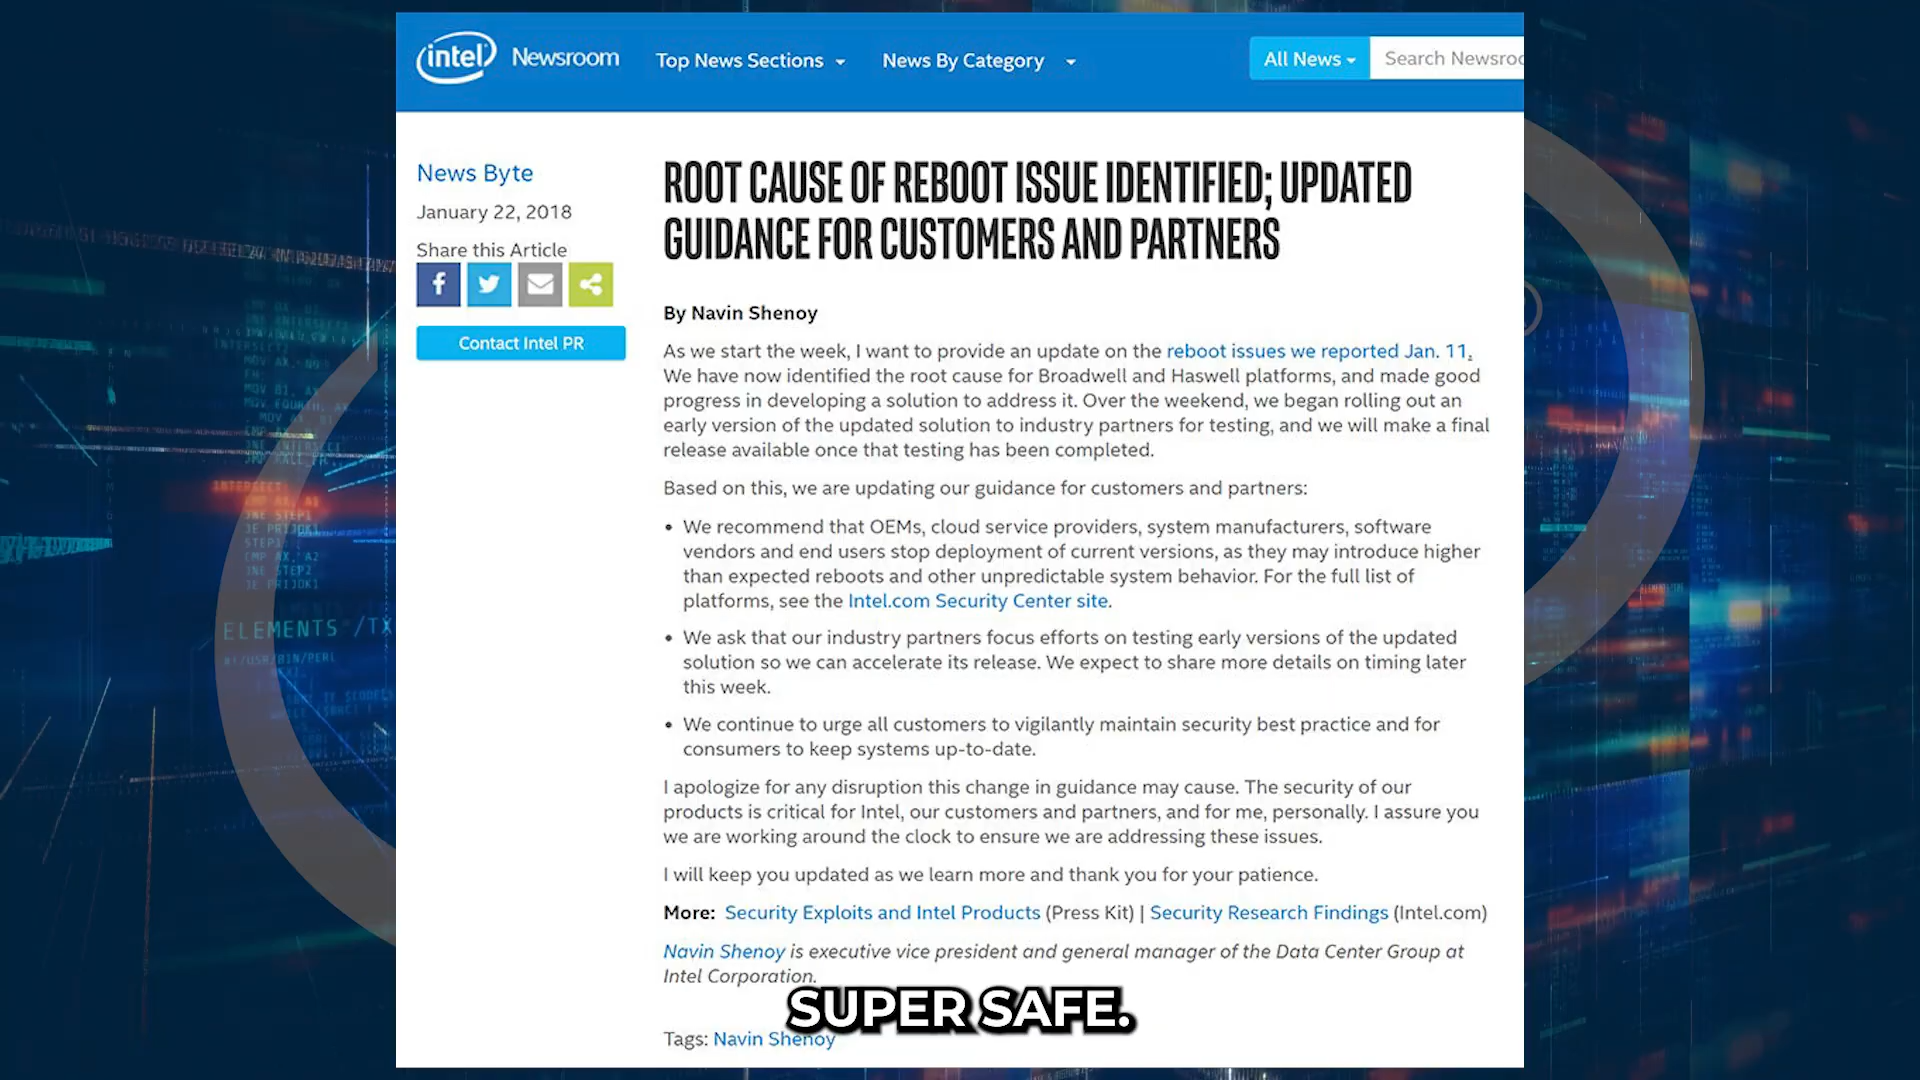 intel Newsroom Top News Sections News By Category All News Search Newsroo
News Byte
January 22, 2018
Share this Article
Contact Intel PR
ROOT CAUSE OF REBOOT ISSUE IDENTIFIED; UPDATED
GUIDANCE FOR CUSTOMERS AND PARTNERS
By Navin Shenoy
As we start the week, I want to provide an update on the reboot issues we reported Jan. 11.
We have now identified the root cause for Broadwell and Haswell platforms, and made good
progress in developing a solution to address it. Over the weekend, we began rolling out an
early version of the updated solution to industry partners for testing, and we will make a final
release available once that testing has been completed.
Based on this, we are updating our guidance for customers and partners:
• We recommend that OEMs, cloud service providers, system manufacturers, software
vendors and end users stop deployment of current versions, as they may introduce higher
than expected reboots and other unpredictable system behavior. For the full list of
platforms, see the Intel.com Security Center site.
• We ask that our industry partners focus efforts on testing early versions of the updated
solution so we can accelerate its release. We expect to share more details on timing later
this week.
• We continue to urge all customers to vigilantly maintain security best practice and for
consumers to keep systems up-to-date.
I apologize for any disruption this change in guidance may cause. The security of our
products is critical for Intel, our customers and partners, and for me, personally. I assure you
we are working around the clock to ensure we are addressing these issues.
I will keep you updated as we learn more and thank you for your patience.
More: Security Exploits and Intel Products (Press Kit) | Security Research Findings (Intel.com)
Navin Shenoy is executive vice president and general manager of the Data Center Group at
Intel Corporation.
SUPER SAFE.
Tags: Navin Shenoy
ELEMENTS /TX